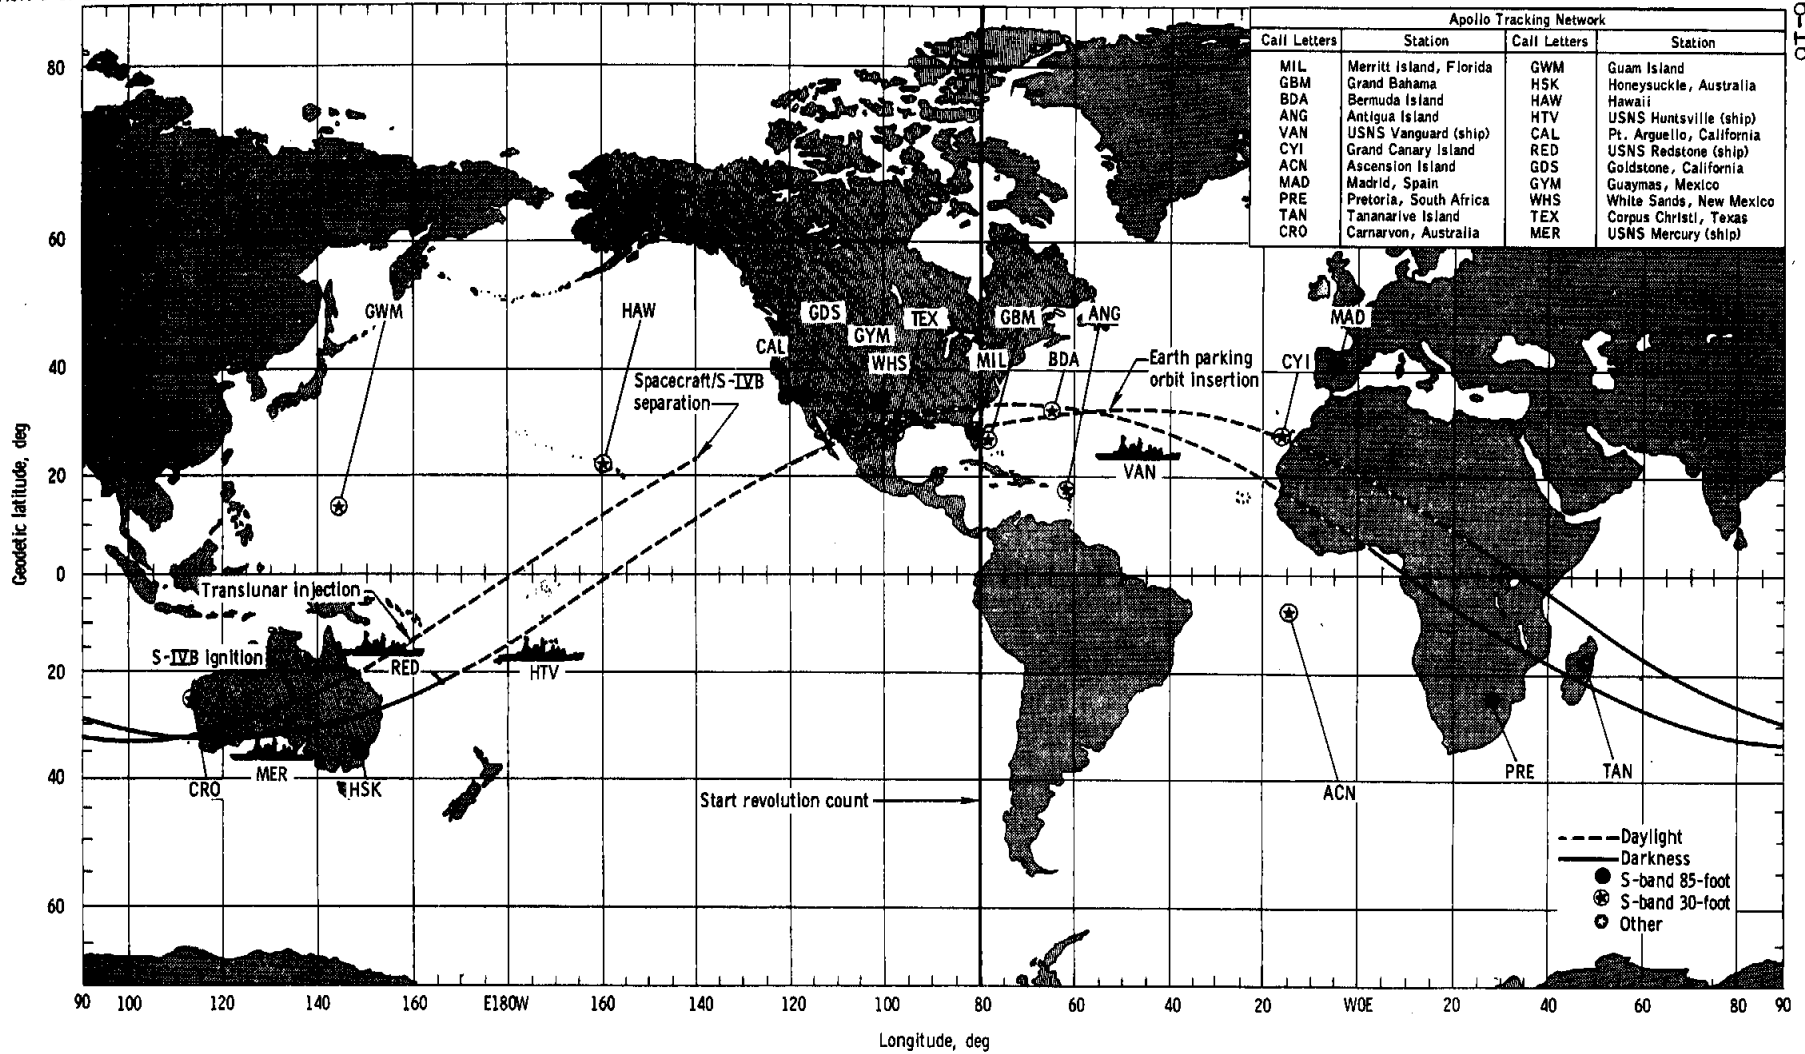 Apollo Tracking Network
Call Letters Station Call Letters Station
MIL Merritt Island, Florida GWM Guam Island
GBM Grand Bahama HSK Honeysuckle, Australia
BDA Bermuda Island HAW Hawaii
ANG Antigua Island HTV USNS Huntsville (ship)
VAN USNS Vanguard (ship) CAL Pt. Arguello, California
CYI Grand Canary Island RED USNS Redstone (ship)
ACN Ascension Island GDS Goldstone, California
MAD Madrid, Spain GYM Guaymas, Mexico
PRE Pretoria, South Africa WHS White Sands, New Mexico
TAN Tananarive Island TEX Corpus Christi, Texas
CRO Carnarvon, Australia MER USNS Mercury (ship)
80
60
40
20
0
20
40
60
Geodetic latitude, deg
GWM
HAW
GDS
GYM
TEX
CAL
WHS
GBM
ANG
MIL
BDA
MAD
CYI
Earth parking
orbit insertion
Spacecraft/S-IVB
separation
VAN
Translunar injection
S-IVB ignition
RED
HTV
MER
CRO
HSK
ACN
PRE
TAN
Start revolution count
Daylight
Darkness
S-band 85-foot
S-band 30-foot
Other
90 100 120 140 160 E180W 160 140 120 100 80 60 40 20 W0E 20 40 60 80 90
Longitude, deg